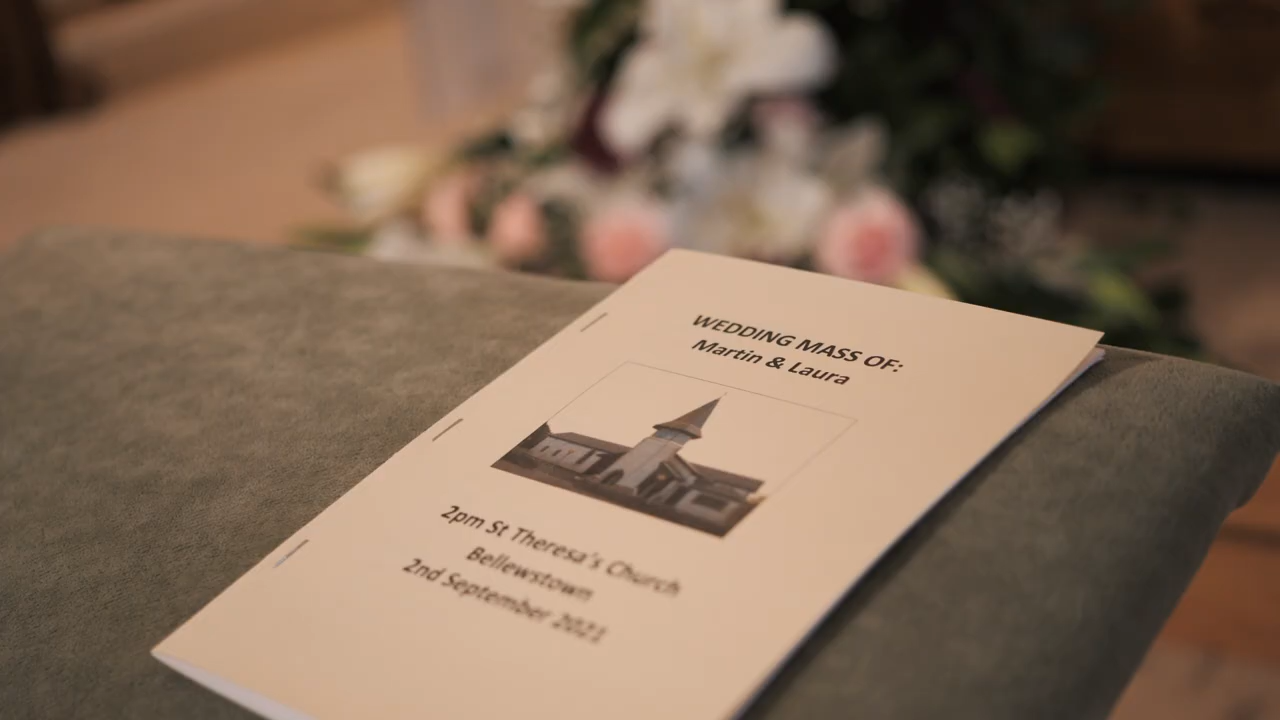 WEDDING MASS OF:
Martin & Laura
2pm St Theresa's Church
Bellewstown
2nd September 2021